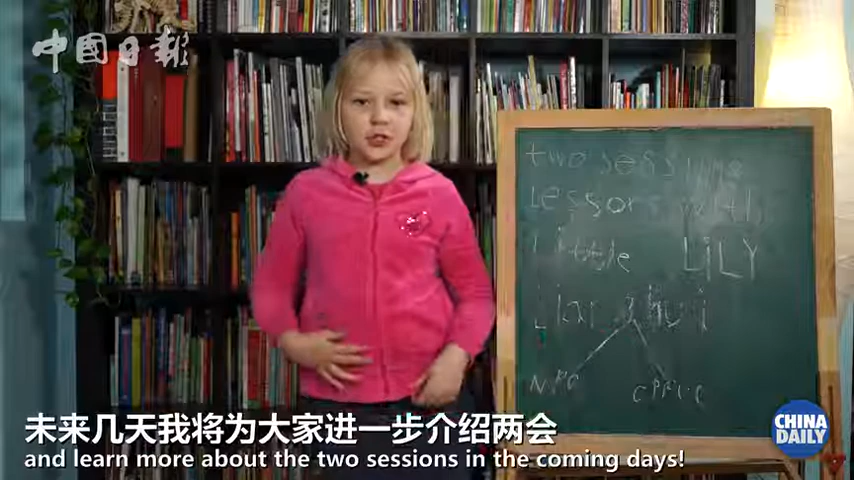 中國日報
two sessions
lessons with
Little LiLY
Lianghui
NPC CPPCC
未来几天我将为大家进一步介绍两会
and learn more about the two sessions in the coming days!
CHINA
DAILY